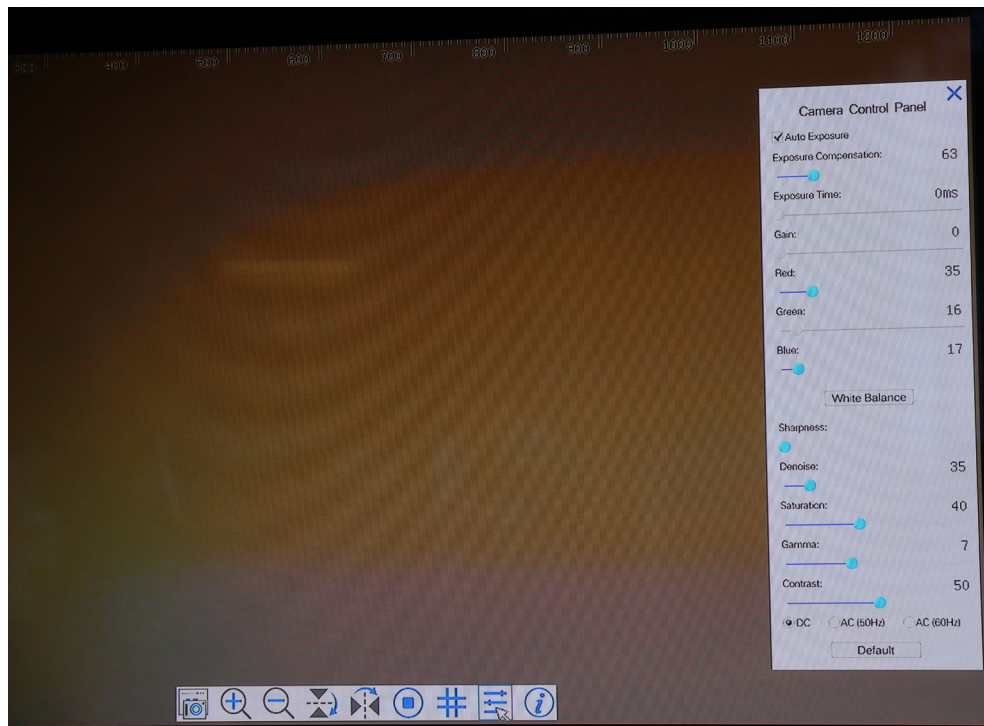 300 400 500 600 700 800 900 1000 1100 1200
Camera Control Panel
Auto Exposure
Exposure Compensation: 63
Exposure Time: 0ms
Gain: 0
Red: 35
Green: 16
Blue: 17
White Balance
Sharpness:
Denoise: 35
Saturation: 40
Gamma: 7
Contrast: 50
DC AC (50Hz) AC (60Hz)
Default
i